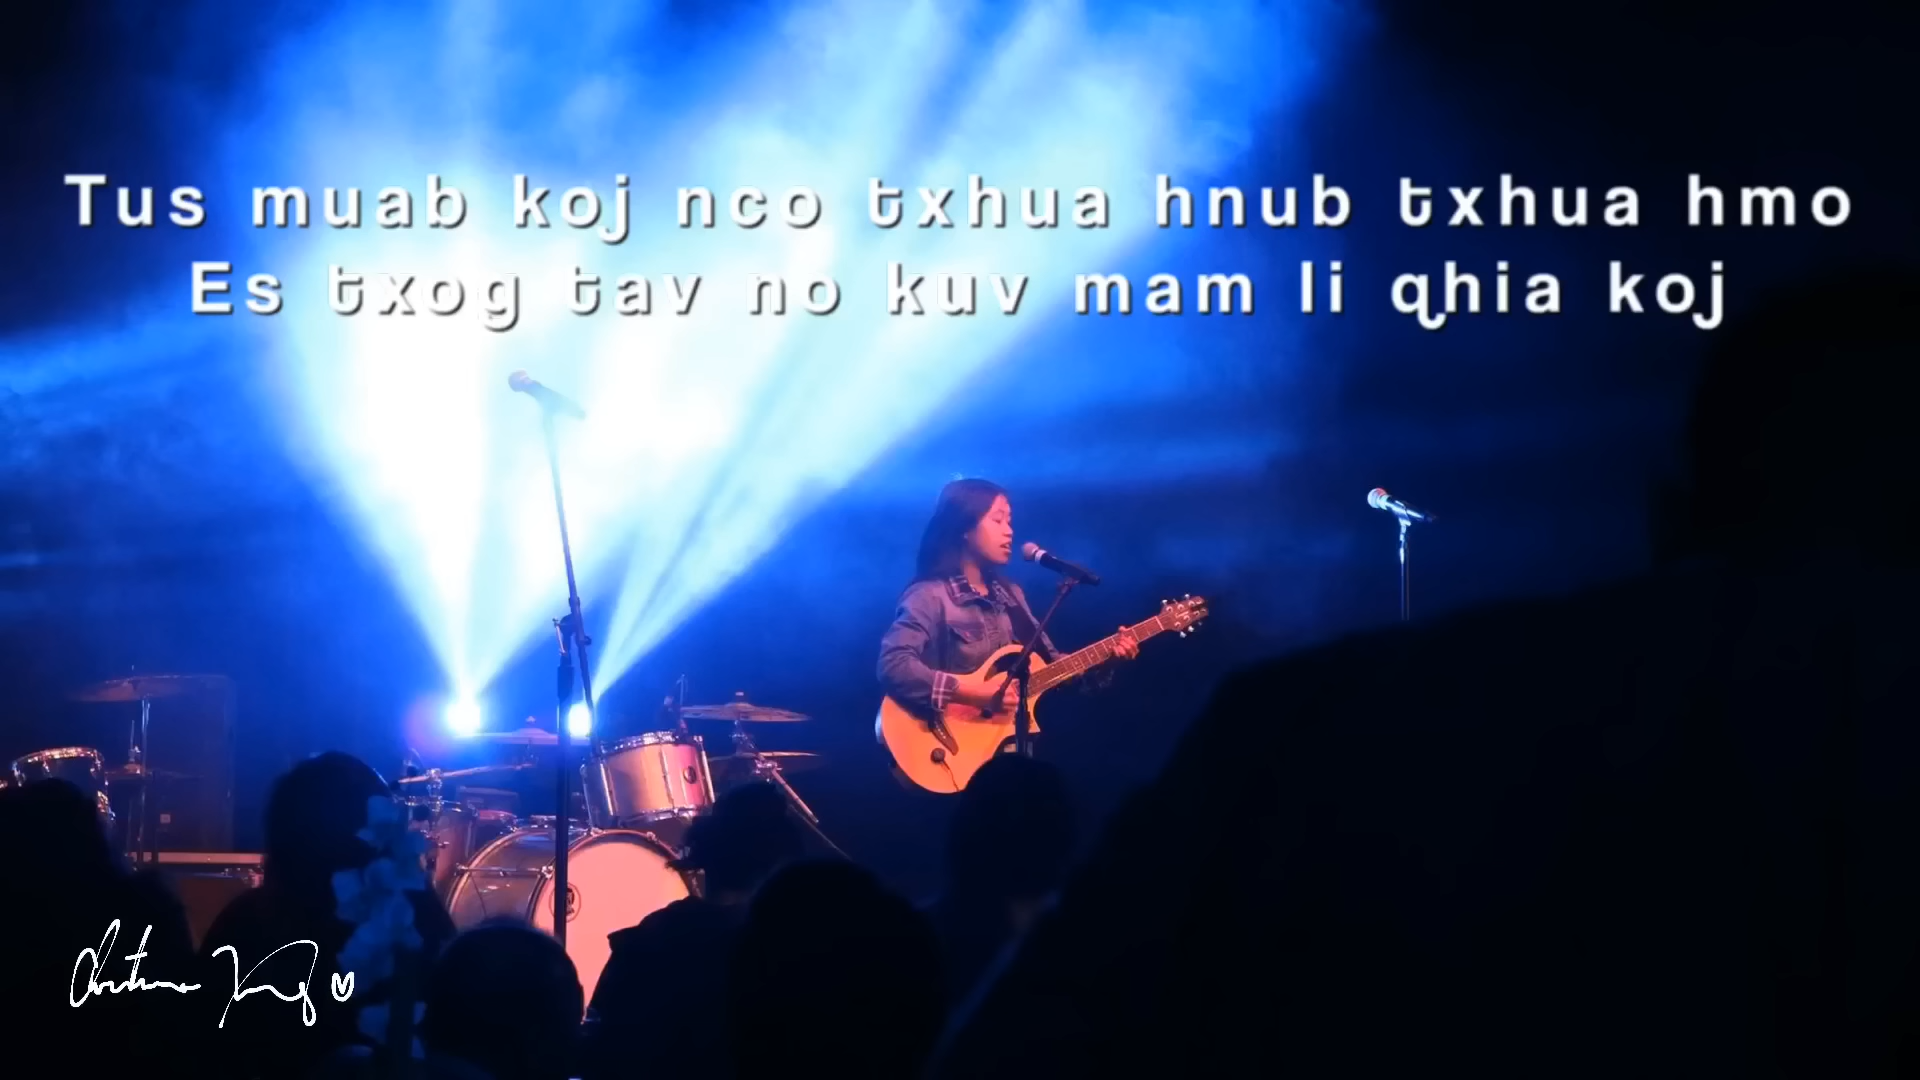 Tus muab koj nco txhua hnub txhua hmo
Es txog tav no kuv mam li qhia koj